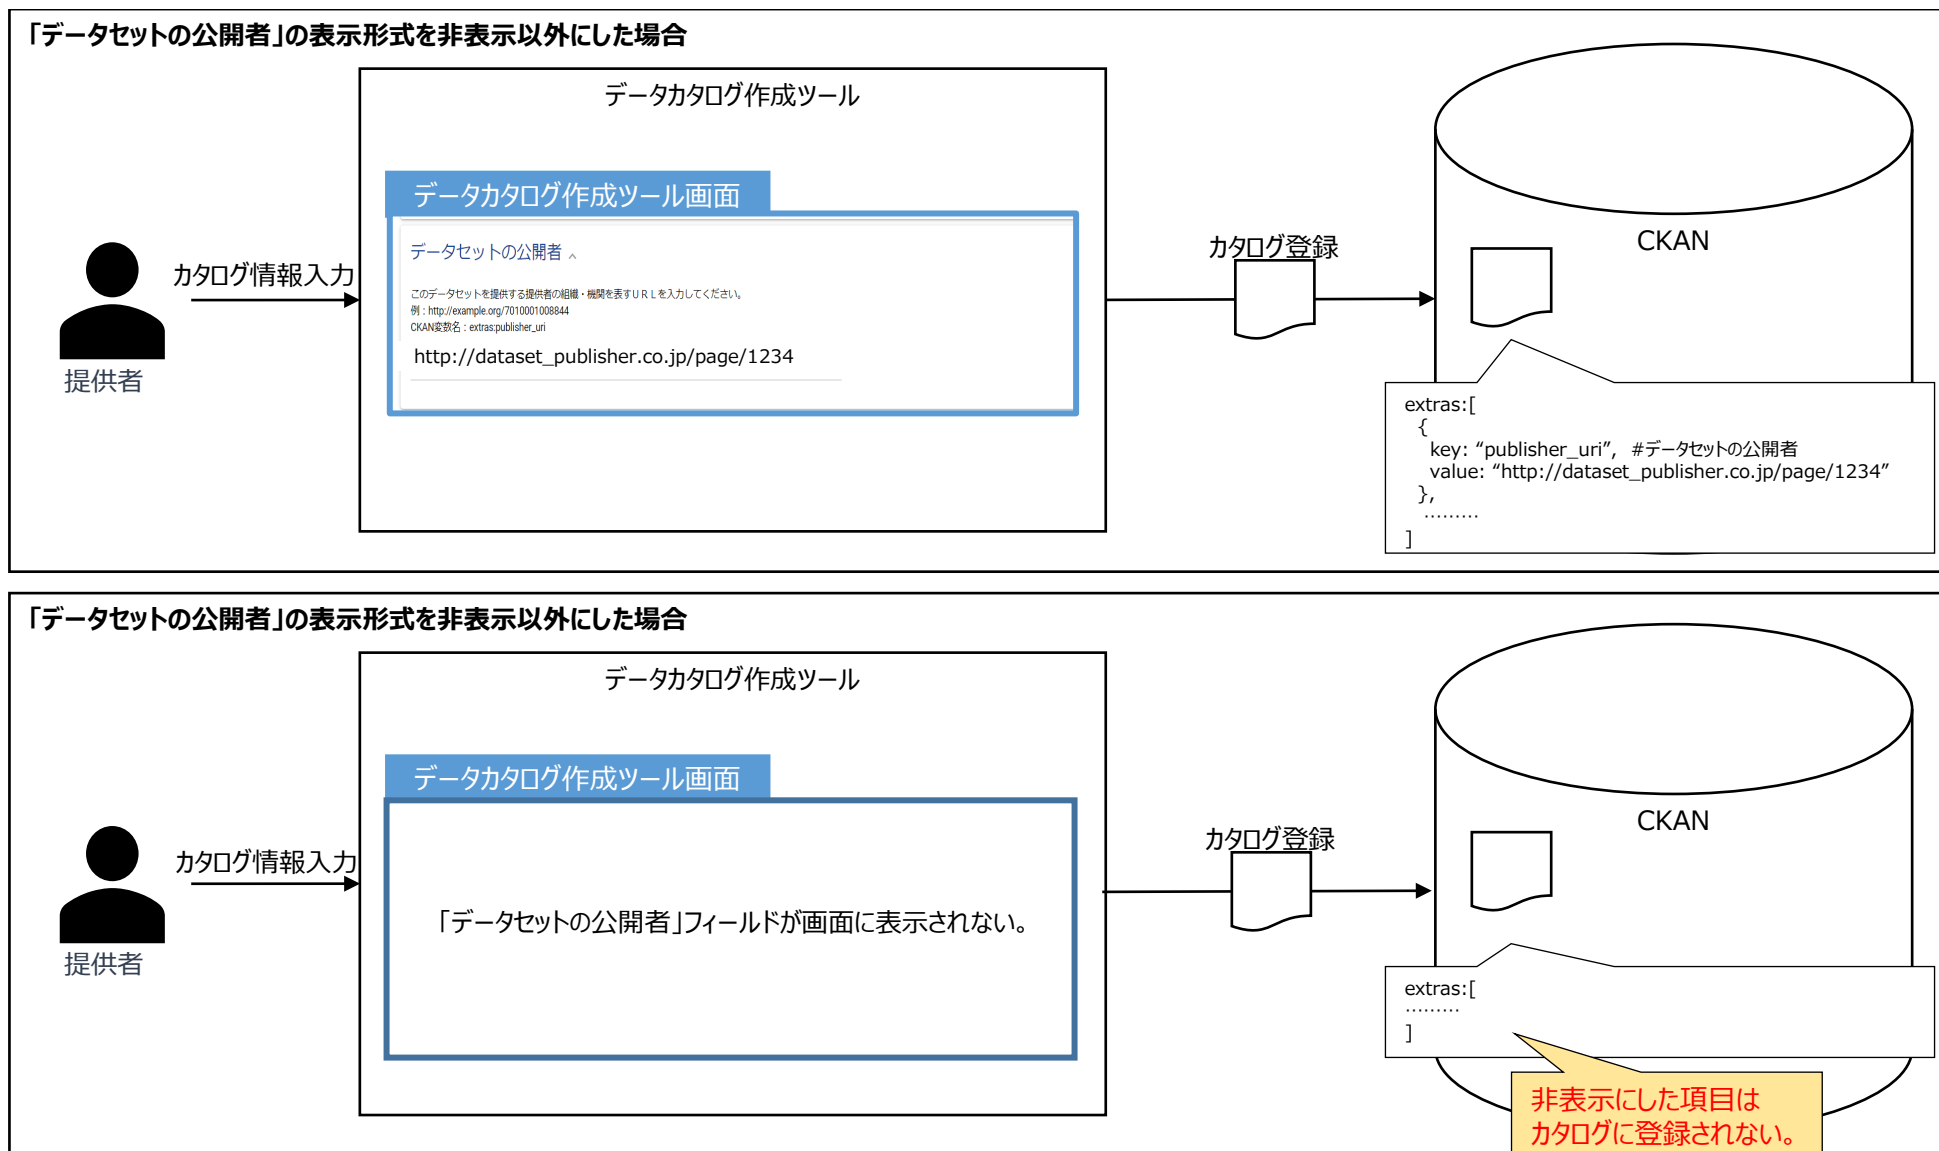 「データセットの公開者」の表示形式を非表示以外にした場合
データカタログ作成ツール
データカタログ作成ツール画面
データセットの公開者
このデータセットを提供する提供者の組織・機関を表すＵＲＬを入力してください。
例：http://example.org/7010001008844
CKAN変数名：extras:publisher_uri
http://dataset_publisher.co.jp/page/1234
カタログ情報入力
提供者
カタログ登録
CKAN
extras:[
{
key: “publisher_uri”, #データセットの公開者
value: “http://dataset_publisher.co.jp/page/1234”
},
………
]
「データセットの公開者」の表示形式を非表示以外にした場合
データカタログ作成ツール
データカタログ作成ツール画面
「データセットの公開者」フィールドが画面に表示されない。
カタログ情報入力
提供者
カタログ登録
CKAN
extras:[
………
]
非表示にした項目は
カタログに登録されない。